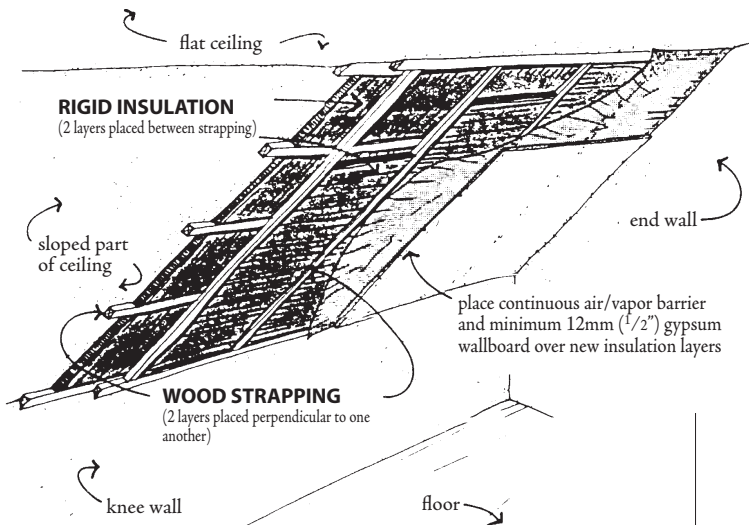 flat ceiling
RIGID INSULATION
(2 layers placed between strapping)
end wall
sloped part
of ceiling
place continuous air/vapor barrier
and minimum 12mm (1/2”) gypsum
wallboard over new insulation layers
WOOD STRAPPING
(2 layers placed perpendicular to one
another)
knee wall
floor